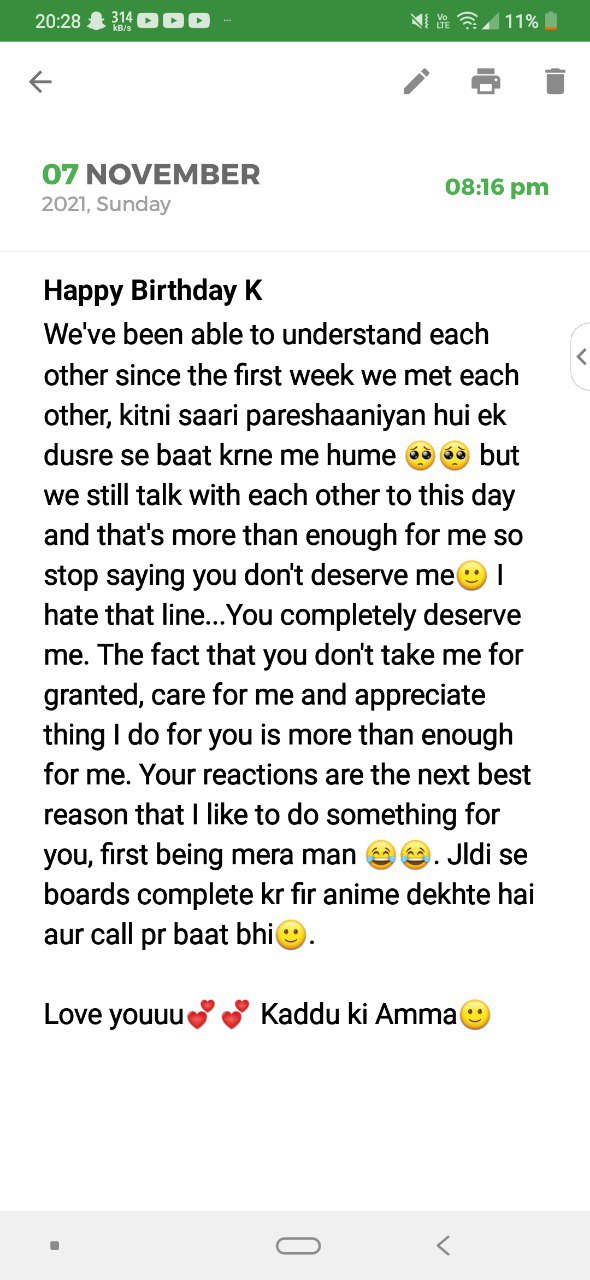 20:28 314 kB/s ... Vo LTE 11%
07 NOVEMBER
2021, Sunday
08:16 pm
Happy Birthday K
We've been able to understand each
other since the first week we met each
other, kitni saari pareshaaniyan hui ek
dusre se baat krne me hume 🥺🥺 but
we still talk with each other to this day
and that's more than enough for me so
stop saying you don't deserve me🙂 I
hate that line...You completely deserve
me. The fact that you don't take me for
granted, care for me and appreciate
thing I do for you is more than enough
for me. Your reactions are the next best
reason that I like to do something for
you, first being mera man 😂😂. Jldi se
boards complete kr fir anime dekhte hai
aur call pr baat bhi🙂.
Love youuu💕💕 Kaddu ki Amma🙂